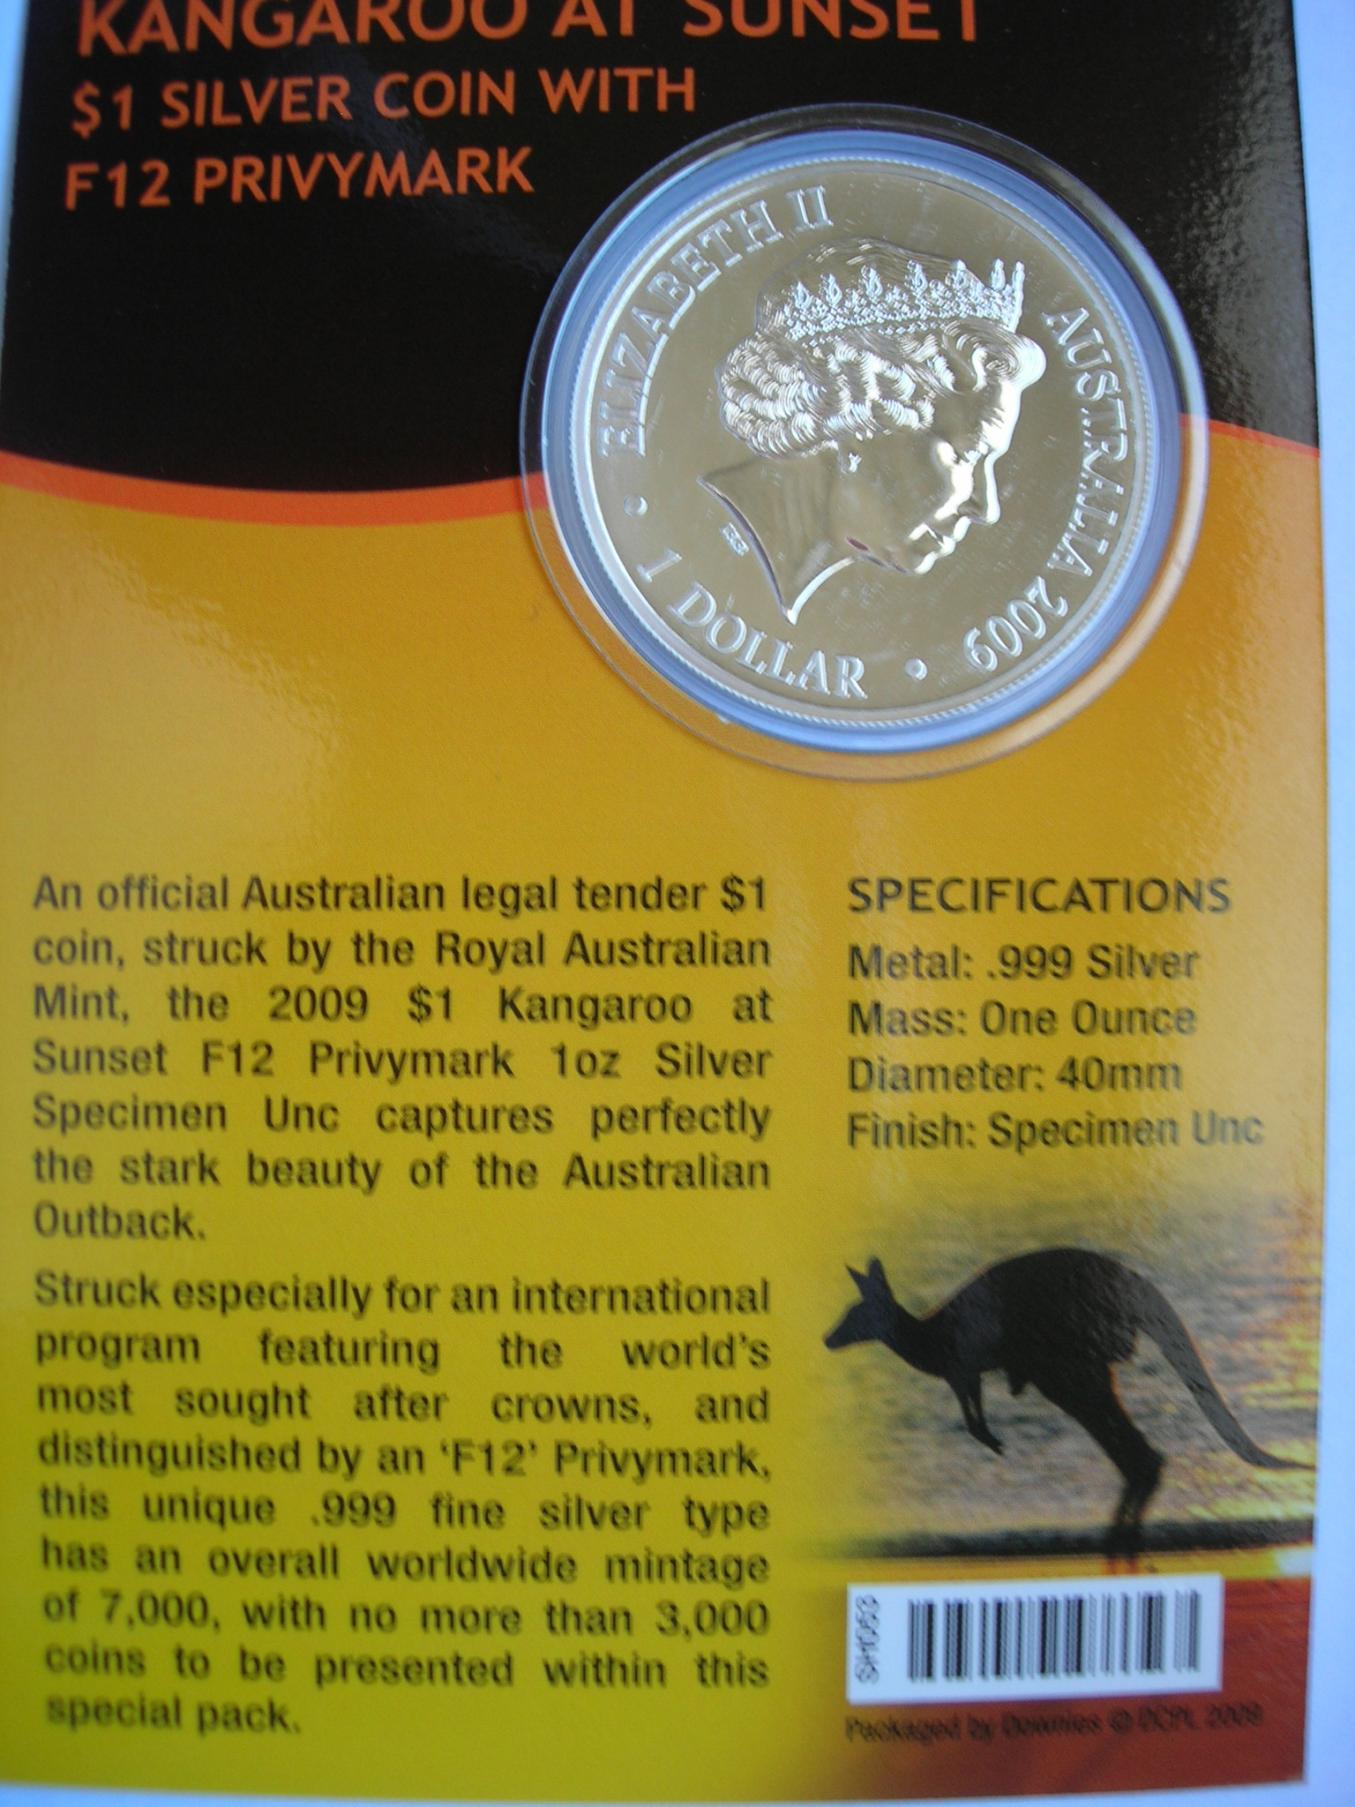 KANGAROO AT SUNSET
$1 SILVER COIN WITH
F12 PRIVYMARK
ELIZABETH II
AUSTRALIA 2009
1 DOLLAR
An official Australian legal tender $1
coin, struck by the Royal Australian
Mint, the 2009 $1 Kangaroo at
Sunset F12 Privymark 1oz Silver
Specimen Unc captures perfectly
the stark beauty of the Australian
Outback.
Struck especially for an international
program featuring the world's
most sought after crowns, and
distinguished by an 'F12' Privymark,
this unique .999 fine silver type
has an overall worldwide mintage
of 7,000, with no more than 3,000
coins to be presented within this
special pack.
SPECIFICATIONS
Metal: .999 Silver
Mass: One Ounce
Diameter: 40mm
Finish: Specimen Unc
Packaged by Downies © DCPL 2009